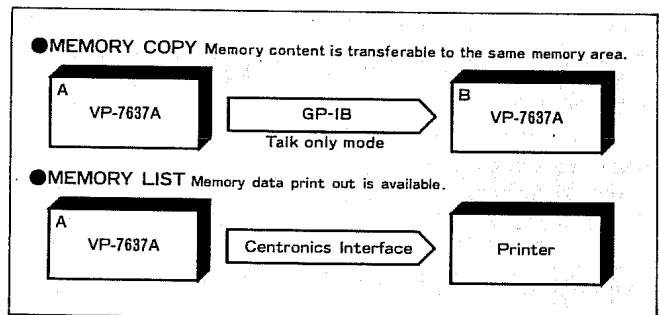 ●MEMORY COPY Memory content is transferable to the same memory area.
A
VP-7637A
GP-IB
Talk only mode
B
VP-7637A
●MEMORY LIST Memory data print out is available.
A
VP-7637A
Centronics Interface
Printer